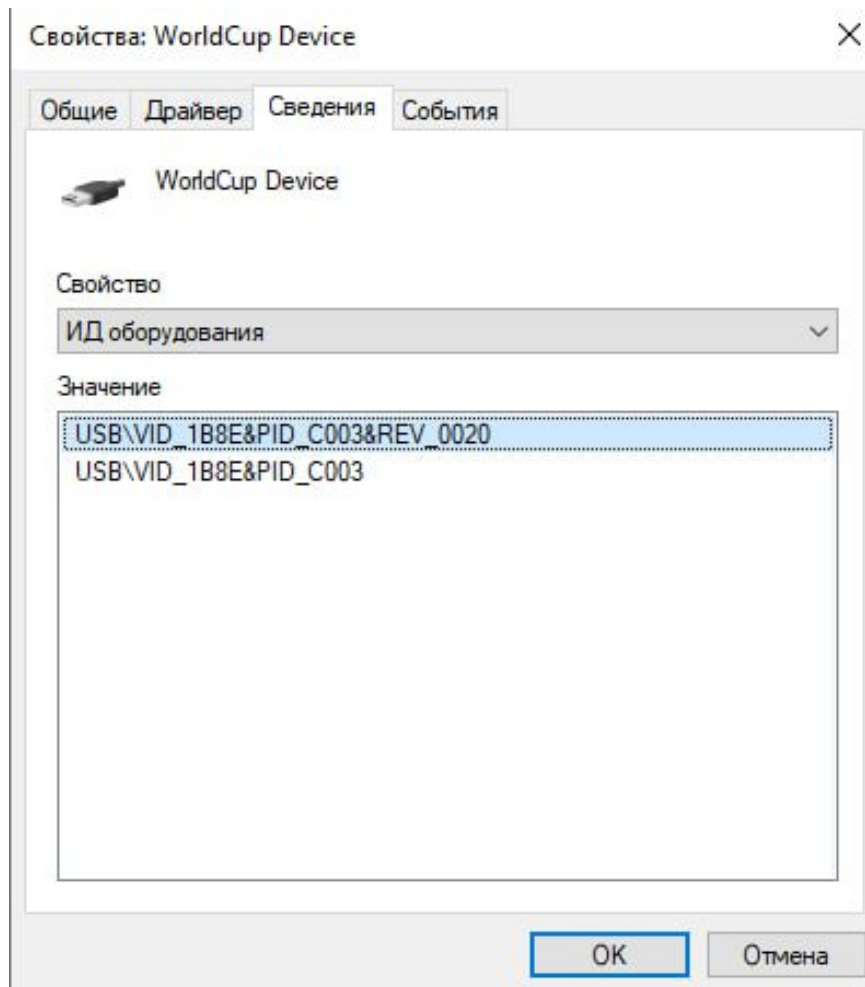 Свойства: WorldCup Device
Общие Драйвер Сведения События
WorldCup Device
Свойство
ИД оборудования
Значение
USB\VID_1B8E&PID_C003&REV_0020
USB\VID_1B8E&PID_C003
OK Отмена